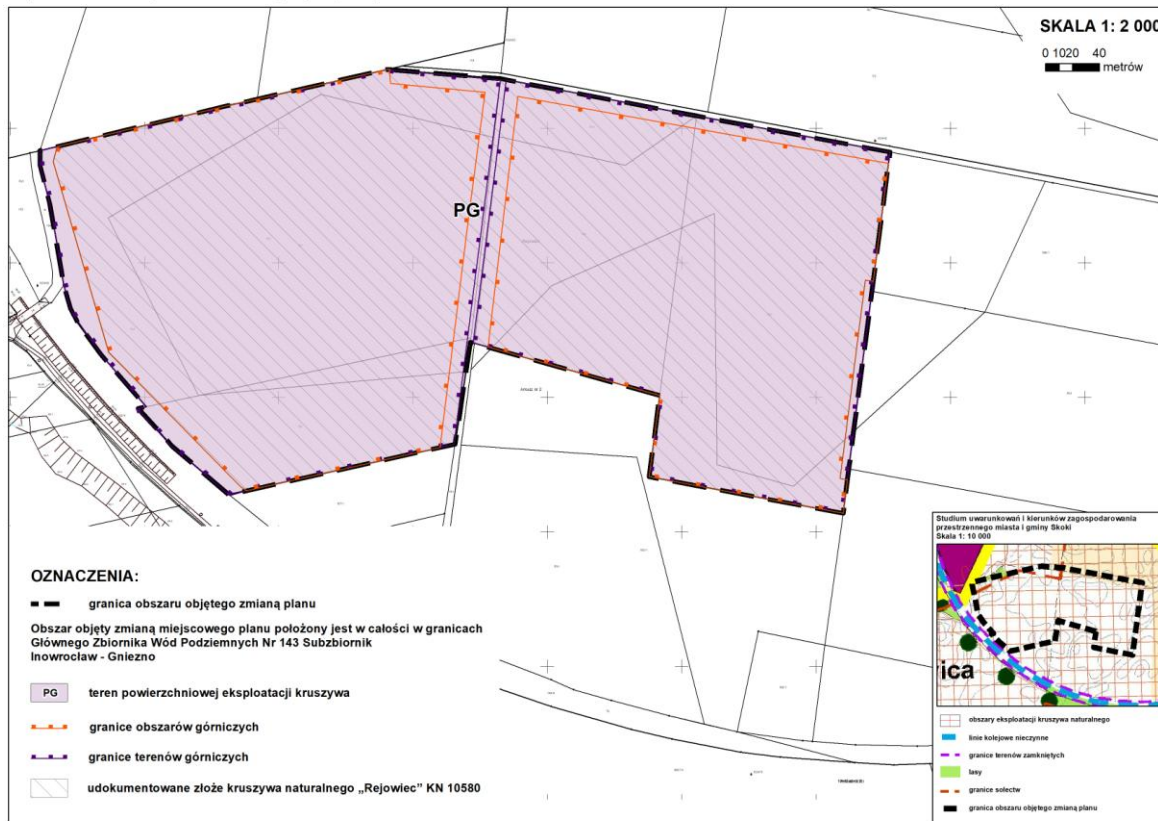 SKALA 1: 2 000
0 1020 40
metrów
PG
OZNACZENIA:
granica obszaru objętego zmianą planu
Obszar objęty zmianą miejscowego planu położony jest w całości w granicach
Głównego Zbiornika Wód Podziemnych Nr 143 Subzbiornik
Inowrocław - Gniezno
PG teren powierzchniowej eksploatacji kruszywa
granice obszarów górniczych
granice terenów górniczych
udokumentowane złoże kruszywa naturalnego „Rejowiec" KN 10580
Studium uwarunkowań i kierunków zagospodarowania
przestrzennego miasta i gminy Skoki
Skala 1: 10 000
ica
obszary eksploatacji kruszywa naturalnego
linie kolejowe nieczynne
granice terenów zamkniętych
lasy
granice sołectw
granica obszaru objętego zmianą planu